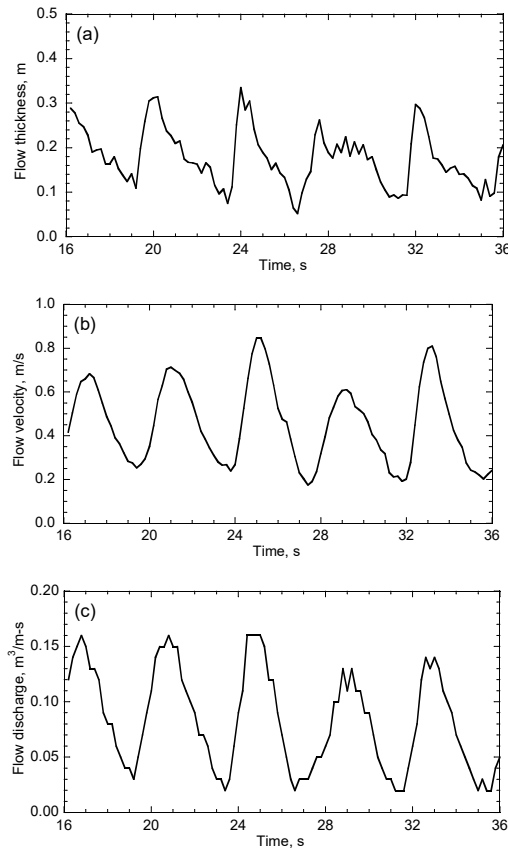 (a)
Flow thickness, m
0.5
0.4
0.3
0.2
0.1
0.0
16 20 24 28 32 36
Time, s
(b)
Flow velocity, m/s
1.0
0.8
0.6
0.4
0.2
0.0
16 20 24 28 32 36
Time, s
(c)
Flow discharge, m³/m-s
0.20
0.15
0.10
0.05
0.00
16 20 24 28 32 36
Time, s